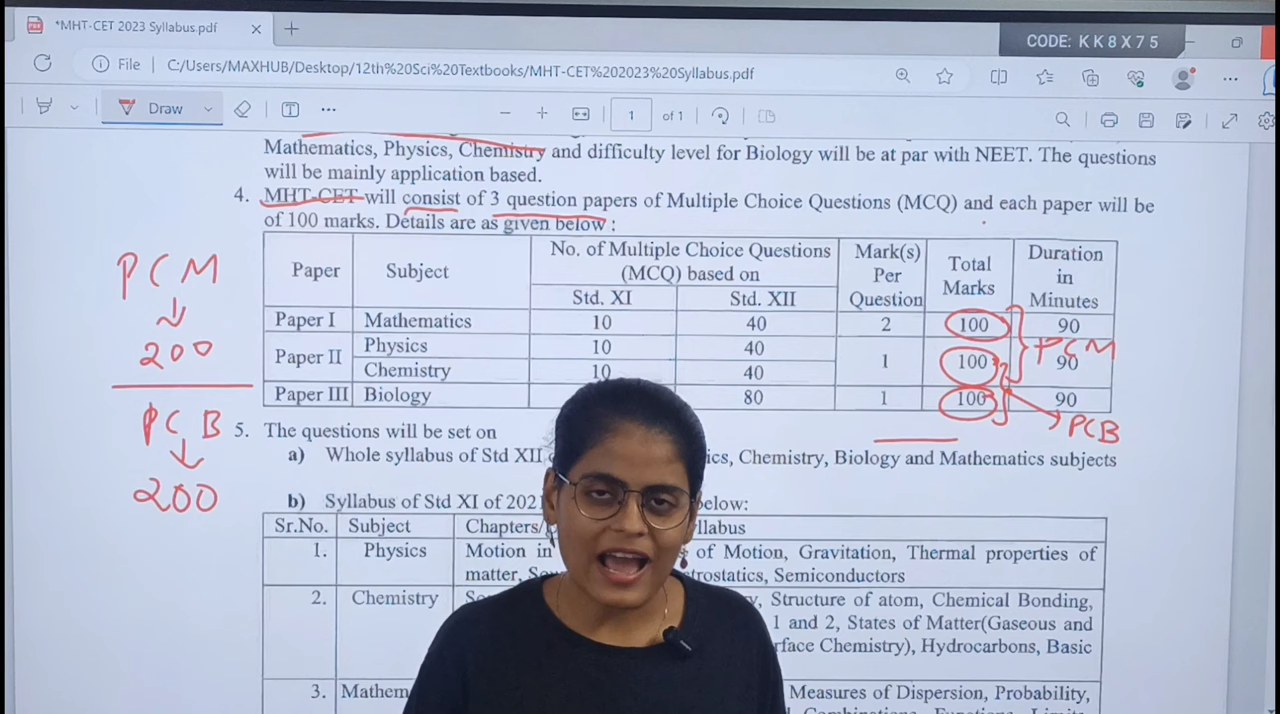 *MHT-CET 2023 Syllabus.pdf
CODE: KK8X75
File | C:/Users/MAXHUB/Desktop/12th%20Sci%20Textbooks/MHT-CET%202023%20Syllabus.pdf
Draw
1 of 1
Mathematics, Physics, Chemistry and difficulty level for Biology will be at par with NEET. The questions
will be mainly application based.
4. MHT-CET will consist of 3 question papers of Multiple Choice Questions (MCQ) and each paper will be
of 100 marks. Details are as given below :
Paper Subject No. of Multiple Choice Questions (MCQ) based on Mark(s) Per Question Total Marks Duration in Minutes
Std. XI Std. XII
Paper I Mathematics 10 40 2 100 90
Paper II Physics 10 40 1 100 90
Chemistry 10 40
Paper III Biology 80 1 100 90
PCM
200
PCB
200
PCM
PCB
5. The questions will be set on
a) Whole syllabus of Std XII ics, Chemistry, Biology and Mathematics subjects
b) Syllabus of Std XI of 202 below:
Sr.No. Subject Chapters/ yllabus
1. Physics Motion in of Motion, Gravitation, Thermal properties of
matter, trostatics, Semiconductors
2. Chemistry Structure of atom, Chemical Bonding,
1 and 2, States of Matter(Gaseous and
rface Chemistry), Hydrocarbons, Basic
3. Mathem Measures of Dispersion, Probability,